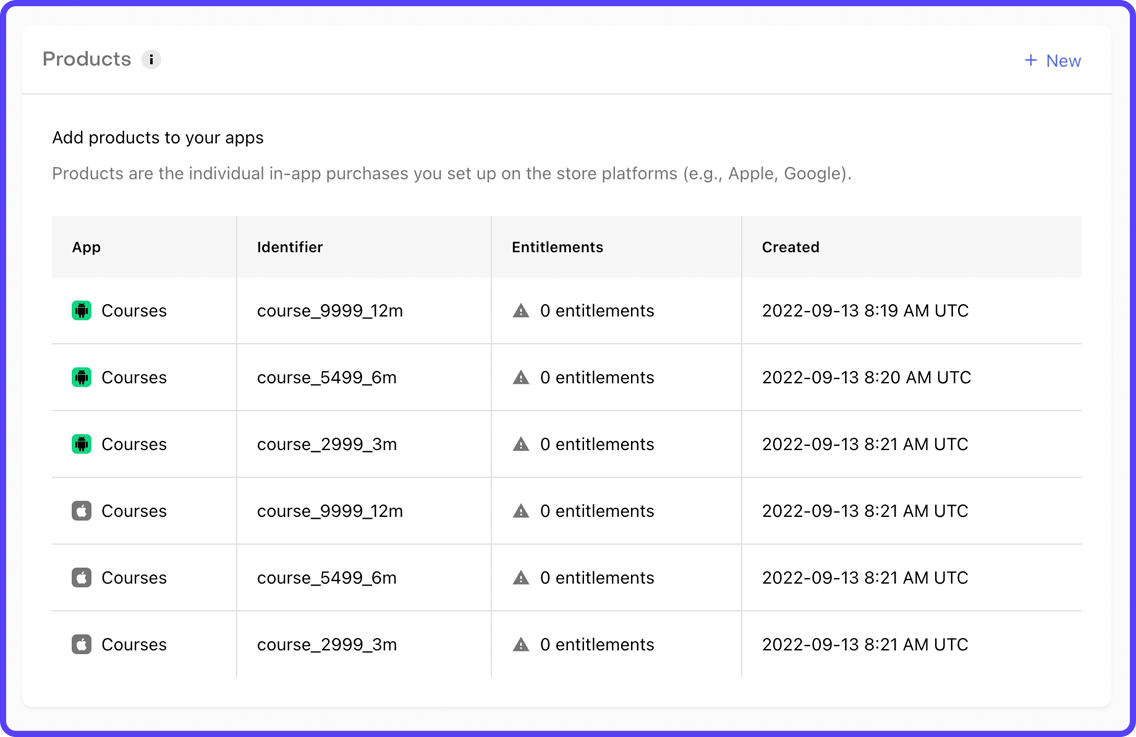 Products i
+ New
Add products to your apps
Products are the individual in-app purchases you set up on the store platforms (e.g., Apple, Google).
App Identifier Entitlements Created
Courses course_9999_12m 0 entitlements 2022-09-13 8:19 AM UTC
Courses course_5499_6m 0 entitlements 2022-09-13 8:20 AM UTC
Courses course_2999_3m 0 entitlements 2022-09-13 8:21 AM UTC
Courses course_9999_12m 0 entitlements 2022-09-13 8:21 AM UTC
Courses course_5499_6m 0 entitlements 2022-09-13 8:21 AM UTC
Courses course_2999_3m 0 entitlements 2022-09-13 8:21 AM UTC